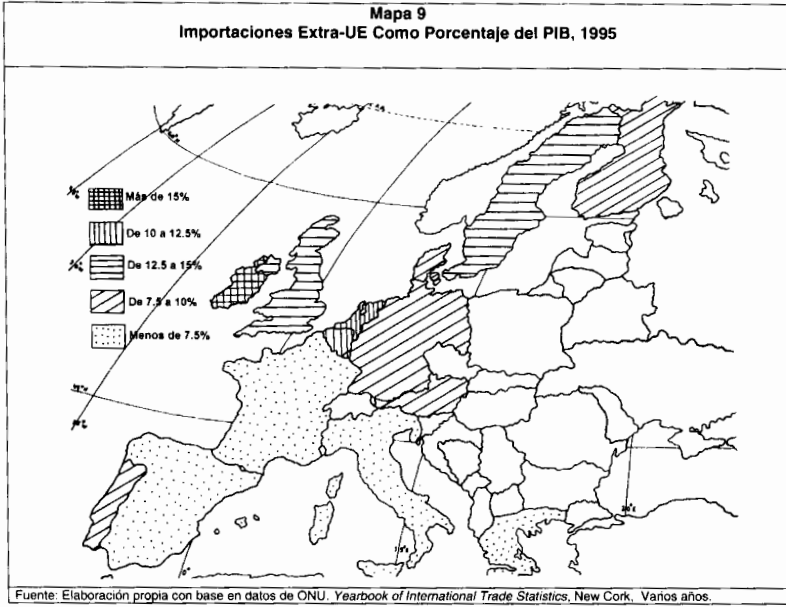 Mapa 9
Importaciones Extra-UE Como Porcentaje del PIB, 1995
Más de 15%
De 10 a 12.5%
De 12.5 a 15%
De 7.5 a 10%
Menos de 7.5%
Fuente: Elaboración propia con base en datos de ONU. Yearbook of International Trade Statistics, New Cork, Varios años.